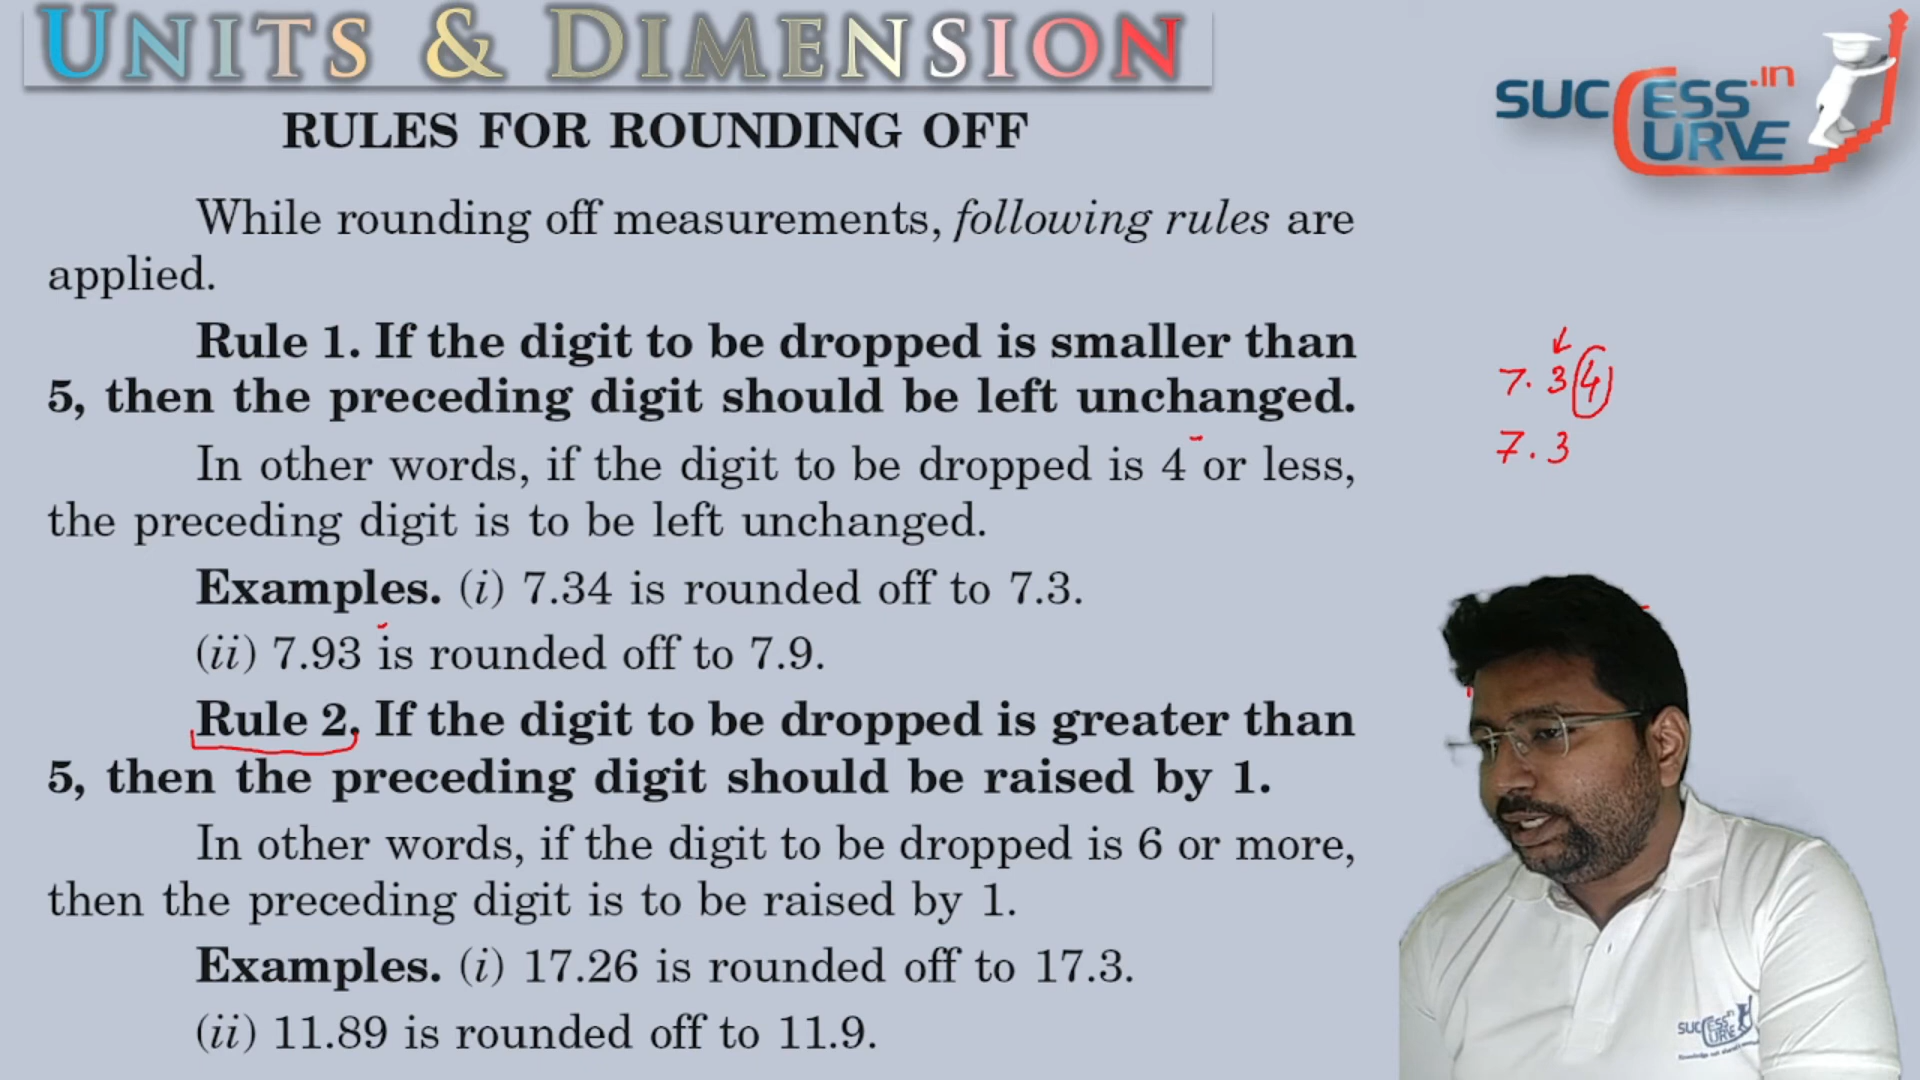 UNITS & DIMENSION
SUCCESS CURVE.in
RULES FOR ROUNDING OFF
While rounding off measurements, following rules are
applied.
Rule 1. If the digit to be dropped is smaller than
5, then the preceding digit should be left unchanged.
In other words, if the digit to be dropped is 4 or less,
the preceding digit is to be left unchanged.
Examples. (i) 7.34 is rounded off to 7.3.
(ii) 7.93 is rounded off to 7.9.
Rule 2. If the digit to be dropped is greater than
5, then the preceding digit should be raised by 1.
In other words, if the digit to be dropped is 6 or more,
then the preceding digit is to be raised by 1.
Examples. (i) 17.26 is rounded off to 17.3.
(ii) 11.89 is rounded off to 11.9.
7.34
7.3
SUCCESS CURVE.in